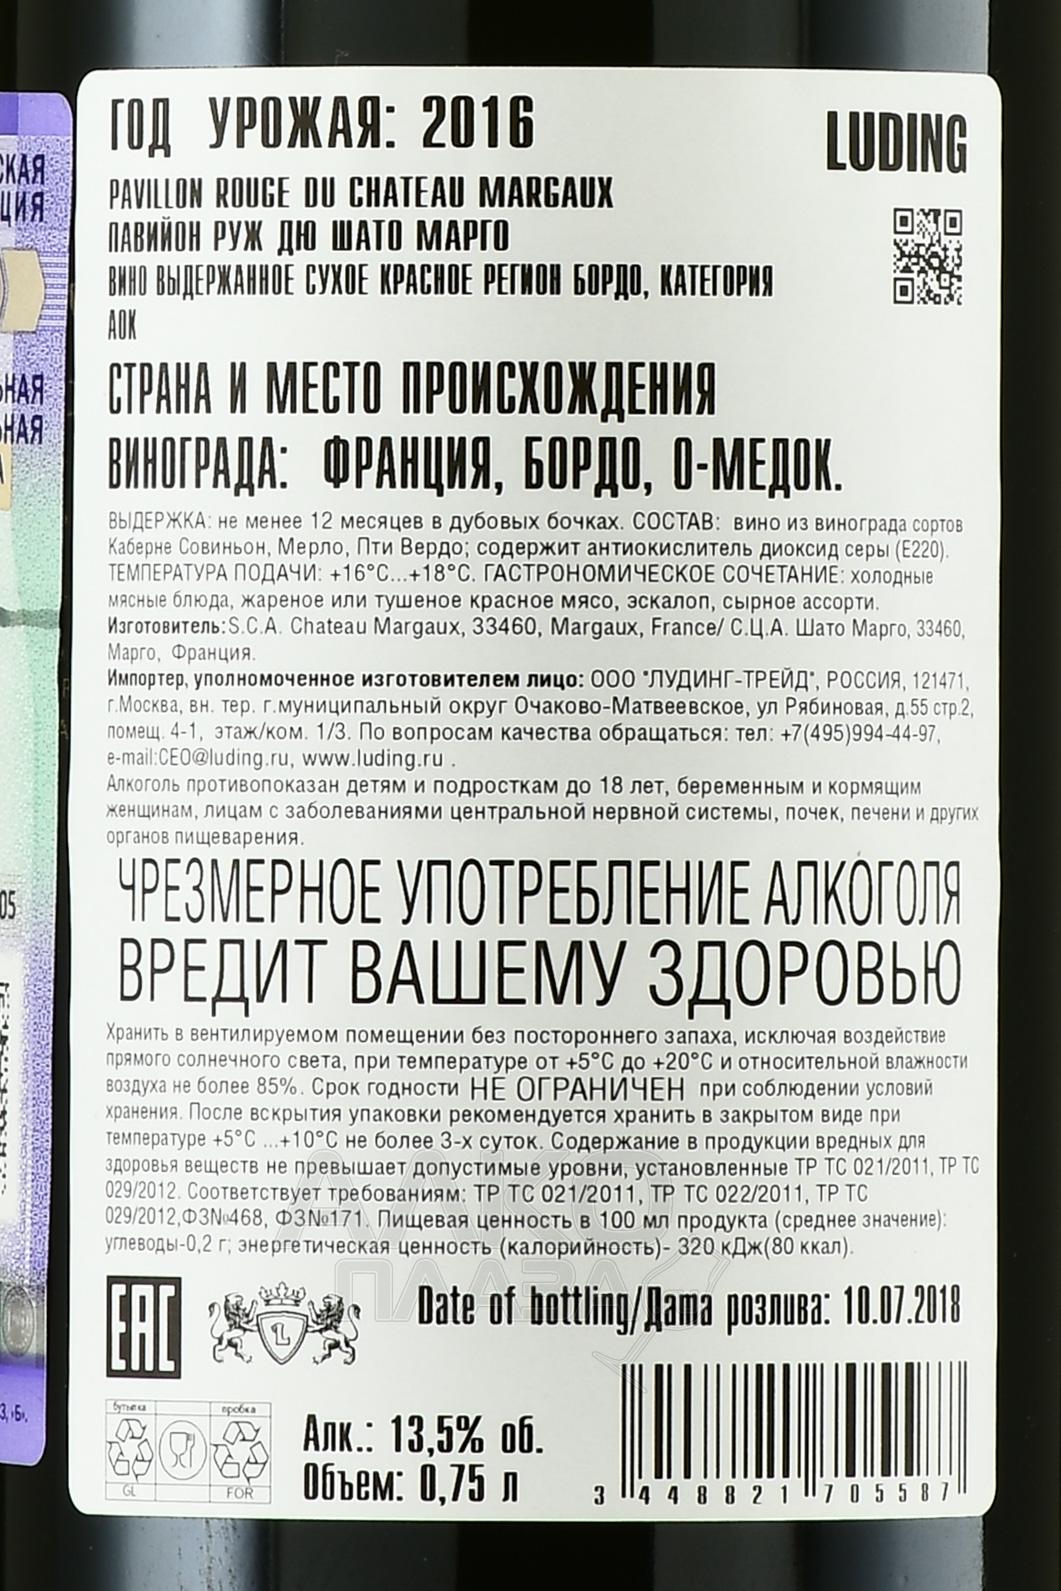 СКАЯ
ЦИЯ
ЬНАЯ
ЬНАЯ
А
05
З, «Б».
ГОД УРОЖАЯ: 2016
LUDING
PAVILLON ROUGE DU CHATEAU MARGAUX
ПАВИЙОН РУЖ ДЮ ШАТО МАРГО
ВИНО ВЫДЕРЖАННОЕ СУХОЕ КРАСНОЕ РЕГИОН БОРДО, КАТЕГОРИЯ
АОК
СТРАНА И МЕСТО ПРОИСХОЖДЕНИЯ
ВИНОГРАДА: ФРАНЦИЯ, БОРДО, О-МЕДОК.
ВЫДЕРЖКА: не менее 12 месяцев в дубовых бочках. СОСТАВ: вино из винограда сортов
Каберне Совиньон, Мерло, Пти Вердо; содержит антиокислитель диоксид серы (Е220).
ТЕМПЕРАТУРА ПОДАЧИ: +16°С...+18°С. ГАСТРОНОМИЧЕСКОЕ СОЧЕТАНИЕ: холодные
мясные блюда, жареное или тушеное красное мясо, эскалоп, сырное ассорти.
Изготовитель:S.C.A. Chateau Margaux, 33460, Margaux, France/ С.Ц.А. Шато Марго, 33460,
Марго, Франция.
Импортер, уполномоченное изготовителем лицо: ООО "ЛУДИНГ-ТРЕЙД", РОССИЯ, 121471,
г.Москва, вн. тер. г.муниципальный округ Очаково-Матвеевское, ул Рябиновая, д.55 стр.2,
помещ. 4-1, этаж/ком. 1/3. По вопросам качества обращаться: тел: +7(495)994-44-97,
e-mail:CEO@luding.ru, www.luding.ru .
Алкоголь противопоказан детям и подросткам до 18 лет, беременным и кормящим
женщинам, лицам с заболеваниями центральной нервной системы, почек, печени и других
органов пищеварения.
ЧРЕЗМЕРНОЕ УПОТРЕБЛЕНИЕ АЛКОГОЛЯ
ВРЕДИТ ВАШЕМУ ЗДОРОВЬЮ
Хранить в вентилируемом помещении без постороннего запаха, исключая воздействие
прямого солнечного света, при температуре от +5°С до +20°С и относительной влажности
воздуха не более 85%. Срок годности НЕ ОГРАНИЧЕН при соблюдении условий
хранения. После вскрытия упаковки рекомендуется хранить в закрытом виде при
температуре +5°С ...+10°С не более 3-х суток. Содержание в продукции вредных для
здоровья веществ не превышает допустимые уровни, установленные ТР ТС 021/2011, ТР ТС
029/2012. Соответствует требованиям: ТР ТС 021/2011, ТР ТС 022/2011, ТР ТС
029/2012,ФЗ№468, ФЗ№171. Пищевая ценность в 100 мл продукта (среднее значение):
углеводы-0,2 г; энергетическая ценность (калорийность)- 320 кДж(80 ккал).
АЛКО
ПЛАЗА
EAC
L
Date of bottling/Дата розлива: 10.07.2018
бутылка
пробка
GL
FOR
Алк.: 13,5% об.
Объем: 0,75 л
3 448821 705587